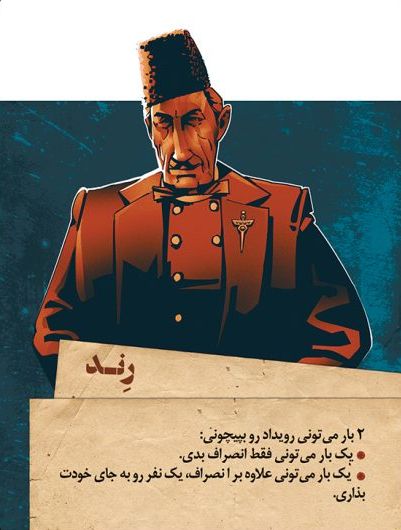 رِند
۲ بار می‌تونی رویداد رو بپیچونی:
یک بار می‌تونی فقط انصراف بدی.
یک بار می‌تونی علاوه بر انصراف، یک نفر رو به جای خودت
بذاری.